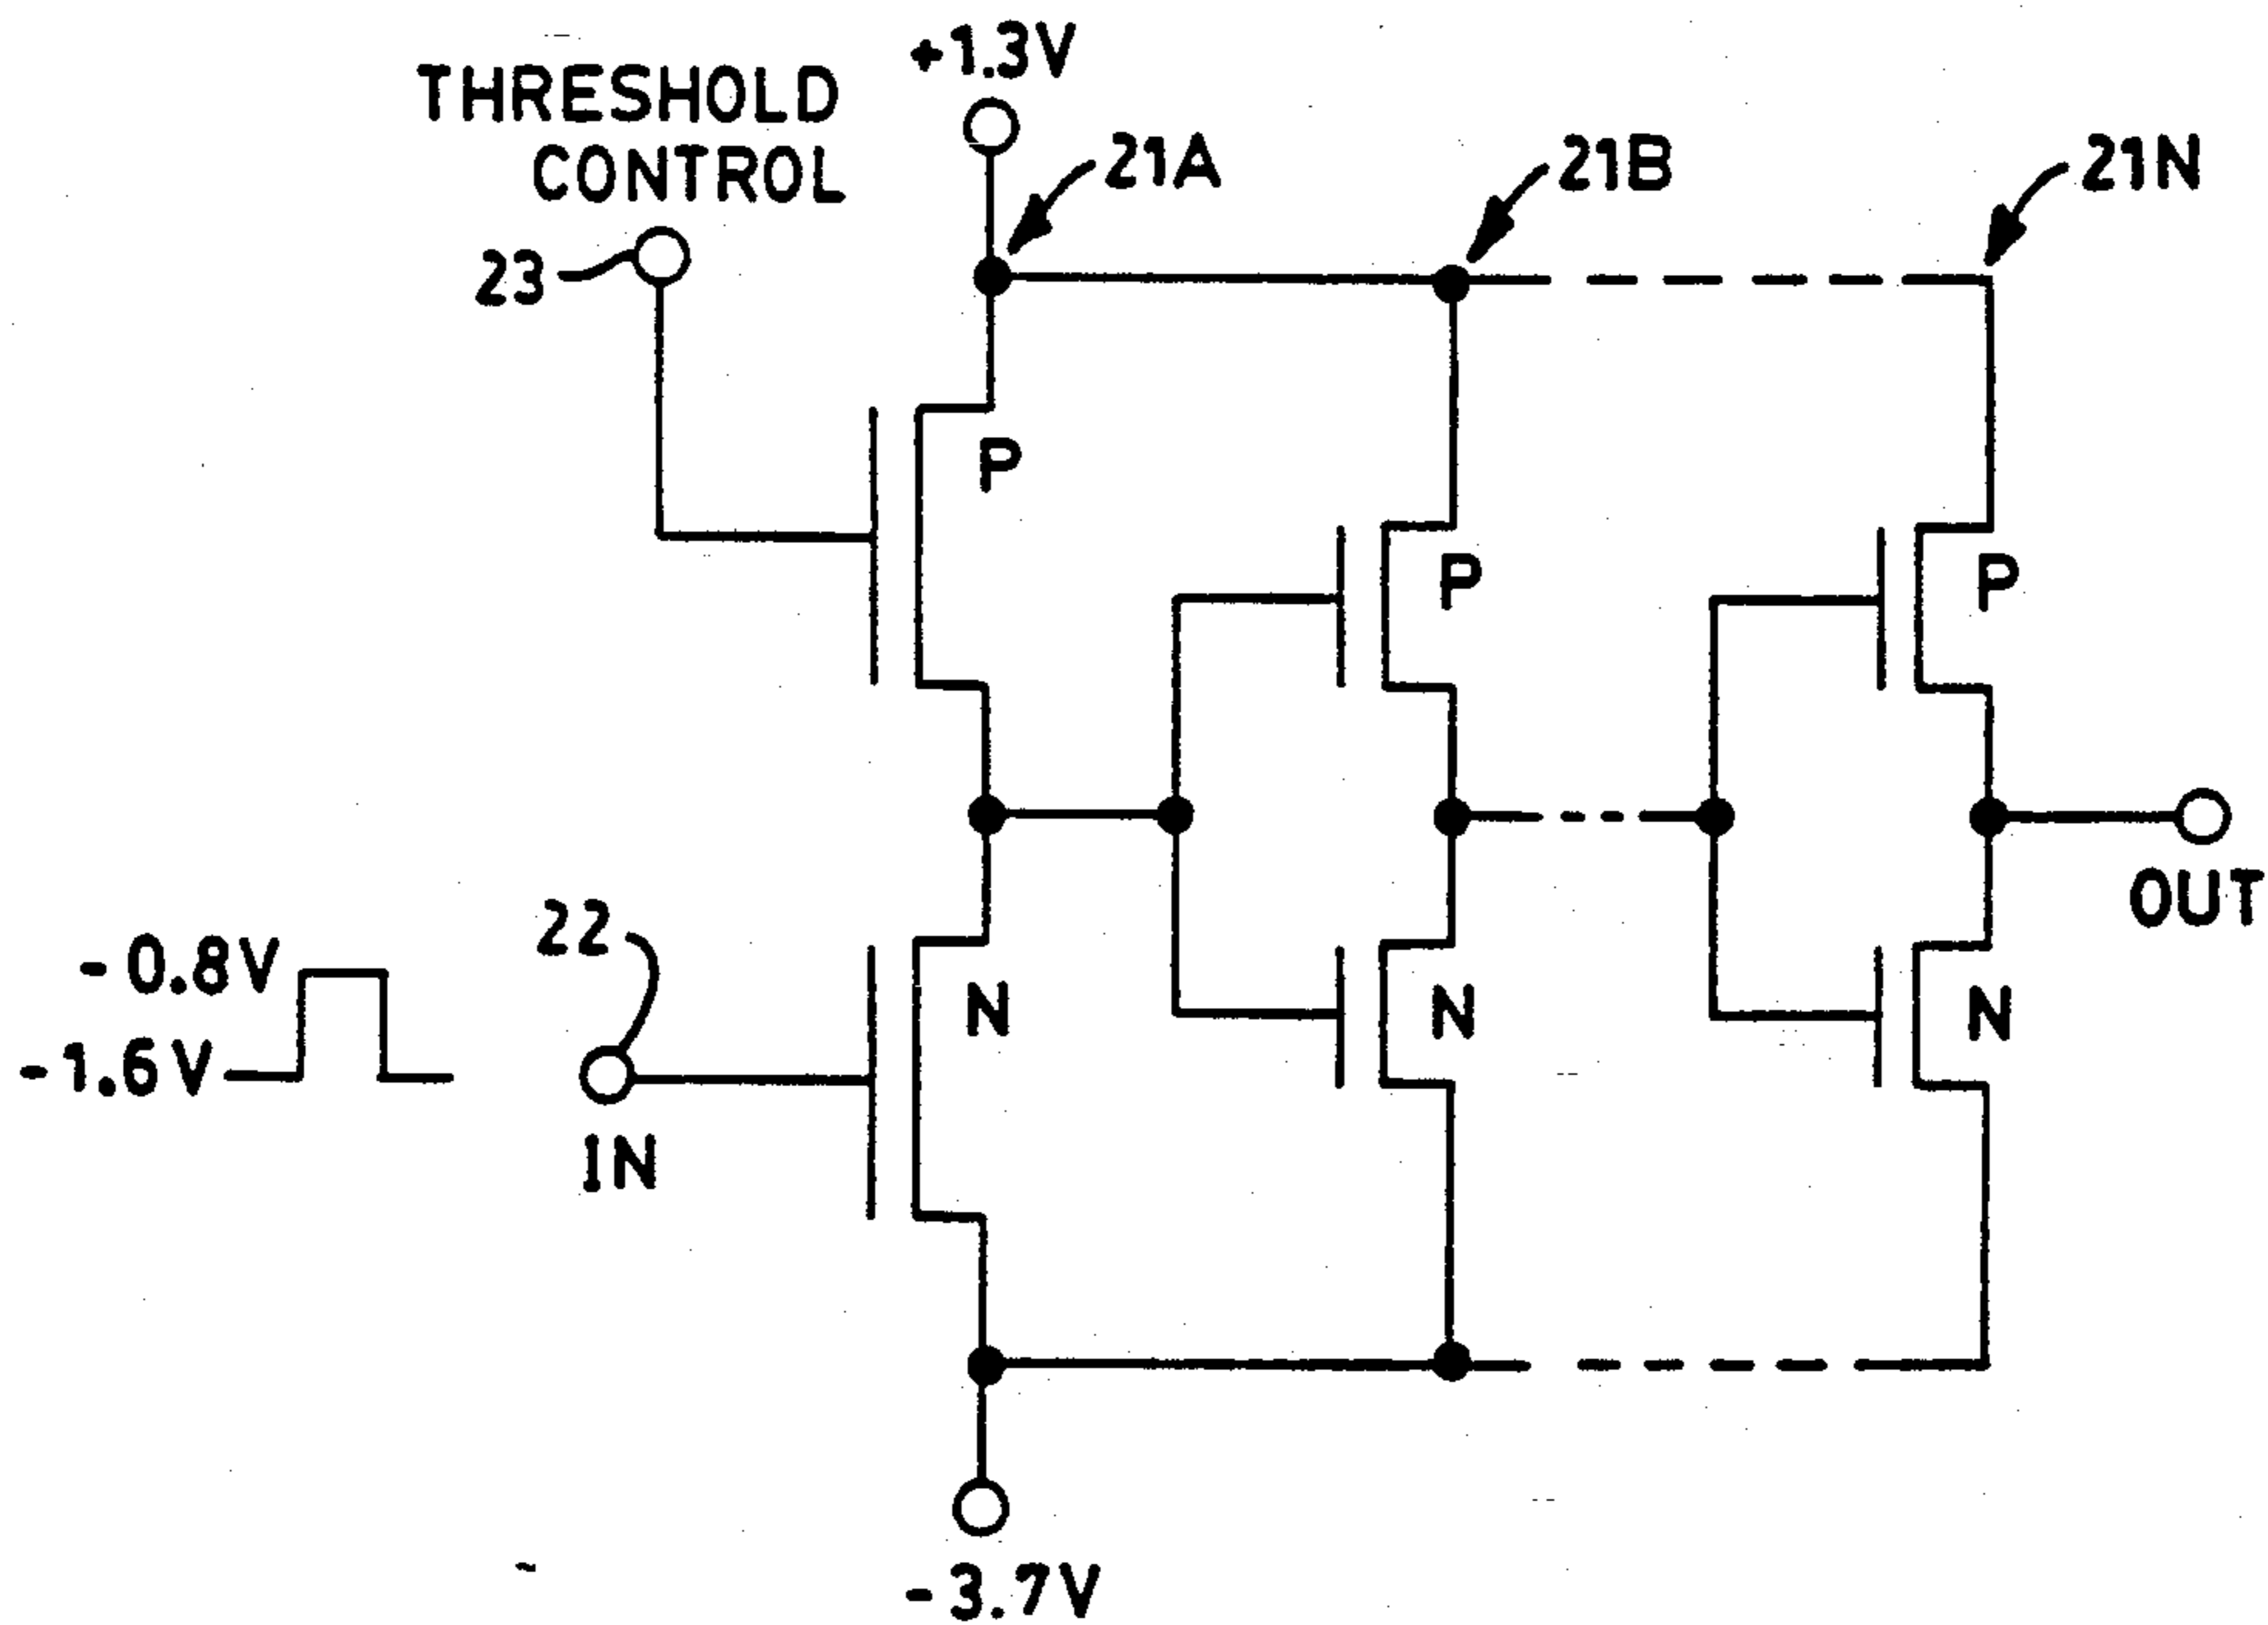 +1.3V
THRESHOLD
CONTROL
21A
21B
21N
23
P
P
P
OUT
22
- 0.8V
N
N
N
-1.6V
IN
-3.7V